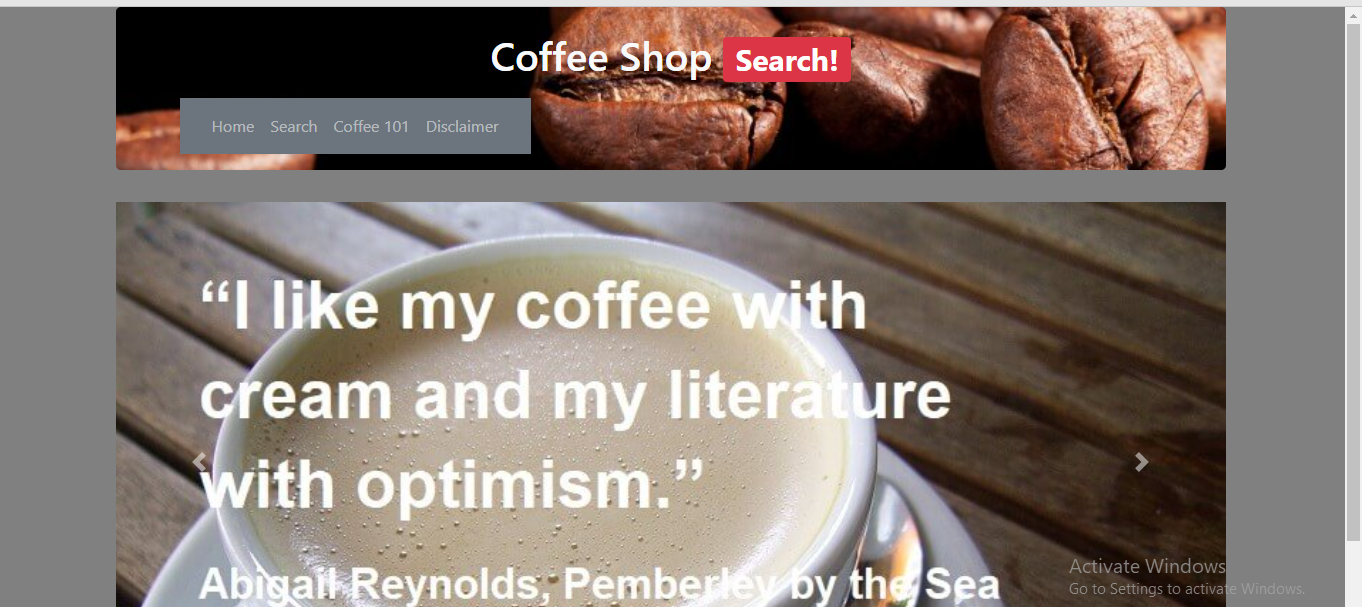 Coffee Shop Search!
Home Search Coffee 101 Disclaimer
“I like my coffee with
cream and my literature
with optimism.”
Abigail Reynolds, Pemberley by the Sea
Activate Windows
Go to Settings to activate Windows.